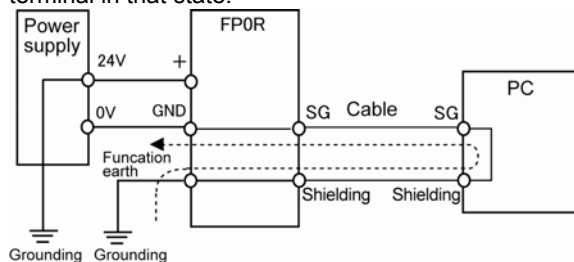 terminal in that state.
Power
supply
FP0R
24V
+
PC
0V
GND
SG
Cable
SG
Funcation
earth
Shielding
Shielding
Grounding
Grounding